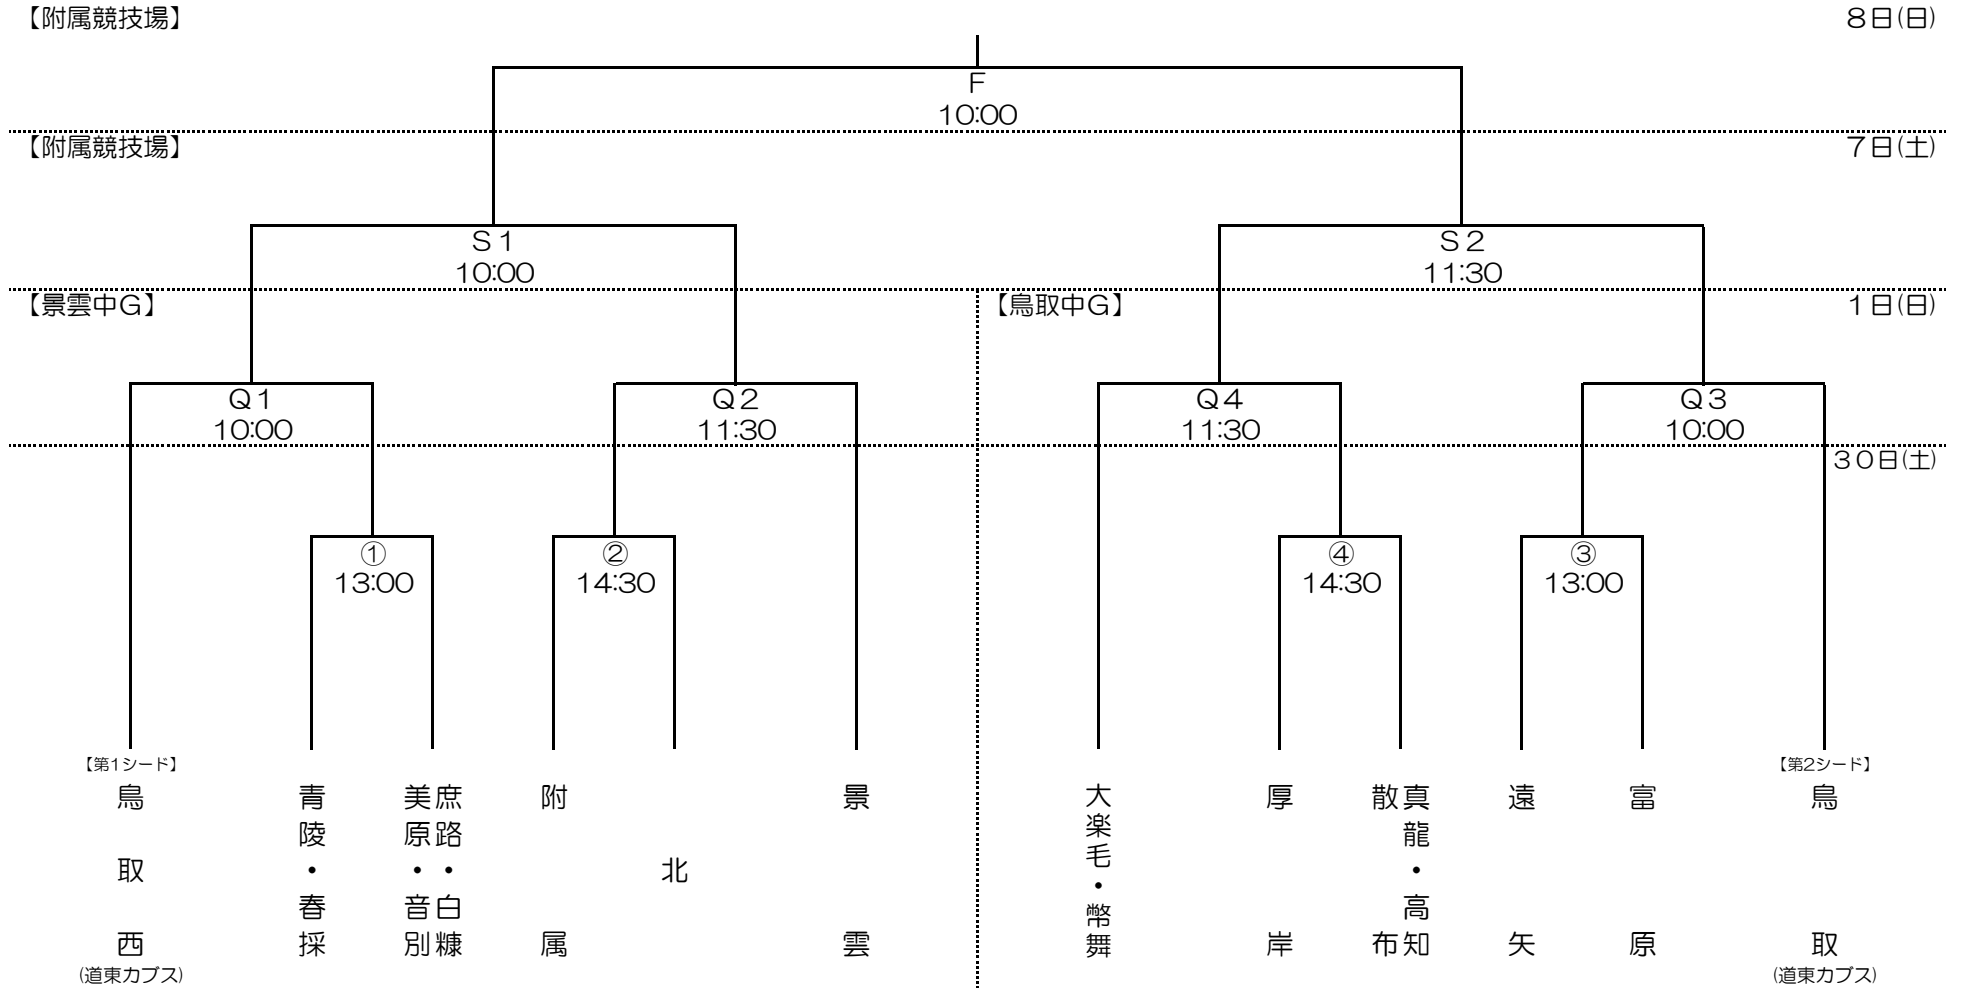 【附属競技場】 8日(日)
F
10:00
【附属競技場】 7日(土)
S1 S2
10:00 11:30
【景雲中G】 【鳥取中G】 1日(日)
Q1 Q2 Q4 Q3
10:00 11:30 11:30 10:00
30日(土)
① ② ④ ③
13:00 14:30 14:30 13:00
【第1シード】 【第2シード】
鳥取西
(道東カブス)
青陵・春採
庶路・白糠
美原・音別
附属
北
景雲
大楽毛・幣舞
厚岸
真龍・高知
散布
遠矢
富原
鳥取
(道東カブス)